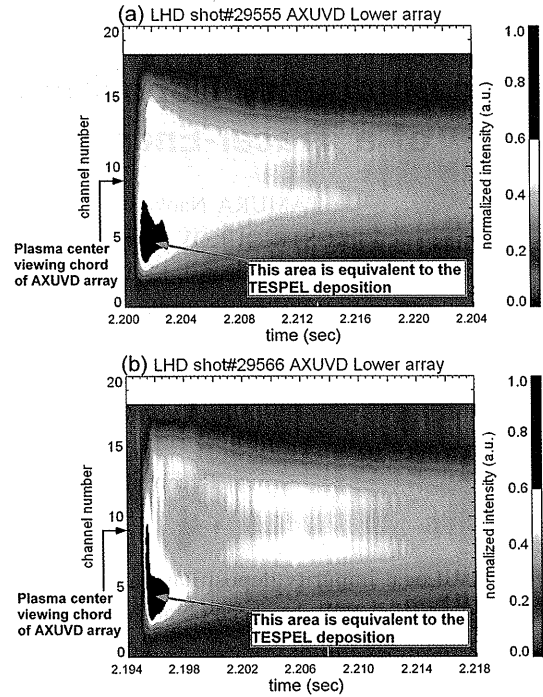 (a) LHD shot#29555 AXUVD Lower array
20
15
10
5
0
channel number
Plasma center
viewing chord
of AXUVD array
This area is equivalent to the
TESPEL deposition
2.200 2.204 2.208 2.212 2.216 2.220 2.204
time (sec)
1.0
0.8
0.6
0.4
0.2
0.0
normalized intensity (a.u.)
(b) LHD shot#29566 AXUVD Lower array
20
15
10
5
0
channel number
Plasma center
viewing chord
of AXUVD array
This area is equivalent to the
TESPEL deposition
2.194 2.198 2.202 2.206 2.210 2.214 2.218
time (sec)
1.0
0.8
0.6
0.4
0.2
0.0
normalized intensity (a.u.)